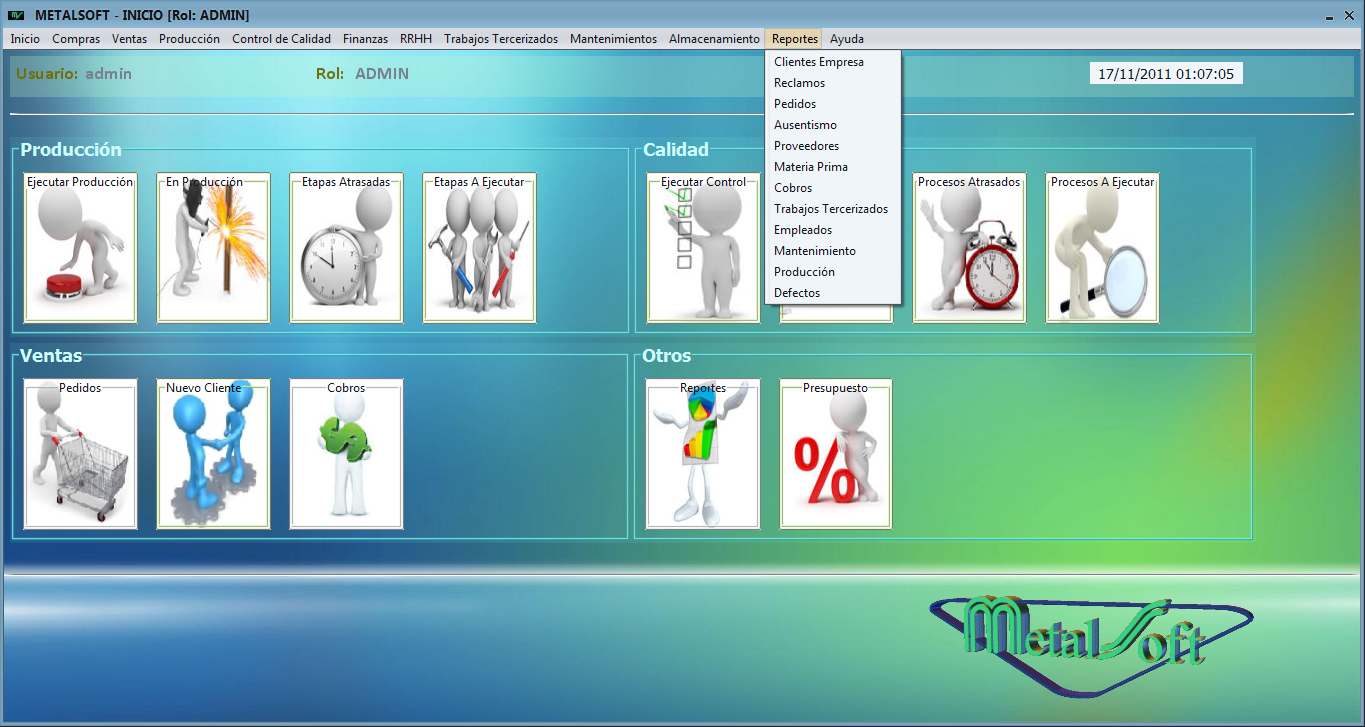 METALSOFT - INICIO [Rol: ADMIN]
Inicio Compras Ventas Producción Control de Calidad Finanzas RRHH Trabajos Tercerizados Mantenimientos Almacenamiento Reportes Ayuda
Usuario: admin Rol: ADMIN 17/11/2011 01:07:05
Clientes Empresa
Reclamos
Pedidos
Ausentismo
Proveedores
Materia Prima
Cobros
Trabajos Tercerizados
Empleados
Mantenimiento
Producción
Defectos
Producción
Ejecutar Producción En Producción Etapas Atrasadas Etapas A Ejecutar
Calidad
Ejecutar Control Procesos Atrasados Procesos A Ejecutar
Ventas
Pedidos Nuevo Cliente Cobros
Otros
Reportes Presupuesto
%
MetalSoft